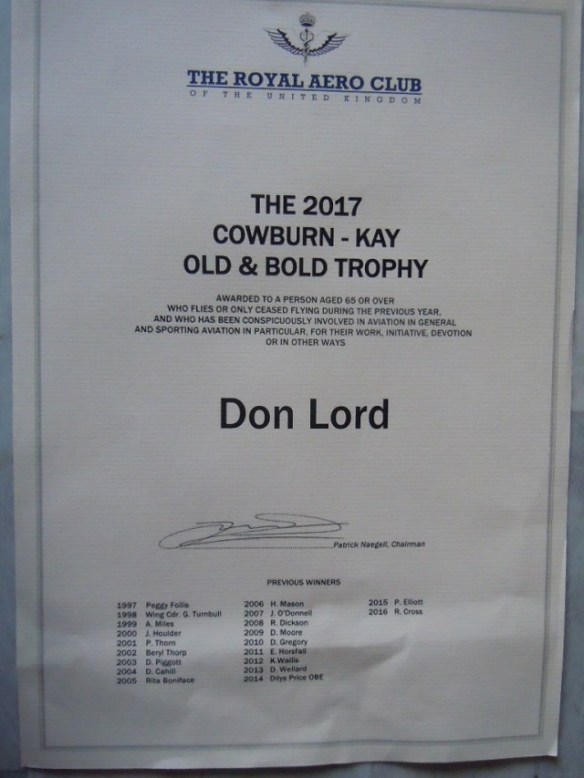 THE ROYAL AERO CLUB
OF THE UNITED KINGDOM
THE 2017
COWBURN - KAY
OLD & BOLD TROPHY
AWARDED TO A PERSON AGED 65 OR OVER
WHO FLIES OR ONLY CEASED FLYING DURING THE PREVIOUS YEAR,
AND WHO HAS BEEN CONSPICUOUSLY INVOLVED IN AVIATION IN GENERAL
AND SPORTING AVIATION IN PARTICULAR, FOR THEIR WORK, INITIATIVE, DEVOTION
OR IN OTHER WAYS
Don Lord
Patrick Naegeli, Chairman
PREVIOUS WINNERS
1997 Peggy Follis
1998 Wing Cdr. G. Turnbull
1999 A. Miles
2000 J. Houlder
2001 P. Thorn
2002 Beryl Thorp
2003 D. Piggott
2004 D. Cahill
2005 Rita Boniface
2006 H. Mason
2007 J. O'Donnell
2008 R. Dickson
2009 D. Moore
2010 D. Gregory
2011 E. Horsfall
2012 K.Wallis
2013 D. Wellard
2014 Dilys Price OBE
2015 P. Elliott
2016 R. Cross